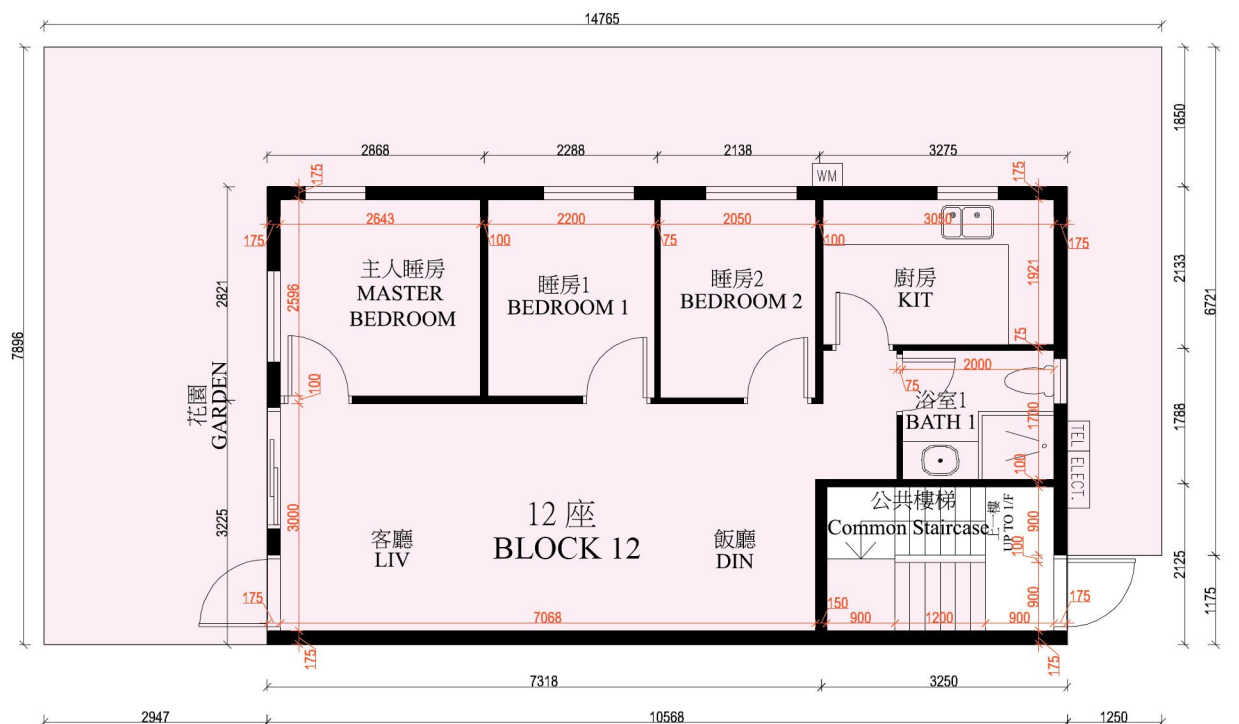 14765
2868
2288
2138
3275
1850
175
WM
175
2643
2200
2050
3050
175
100
75
100
175
主人睡房
MASTER
BEDROOM
睡房1
BEDROOM 1
睡房2
BEDROOM 2
廚房
KIT
1921
2133
6721
2821
2596
7896
75
2000
100
75
花園
GARDEN
浴室1
BATH 1
1700
1788
TEL
ELECT.
100
公共樓梯
Common Staircase
上一樓
UP TO 1/F
900
100
12 座
BLOCK 12
3225
3000
客廳
LIV
飯廳
DIN
2125
1175
900
175
7068
150
900
1200
900
175
175
175
7318
3250
2947
10568
1250